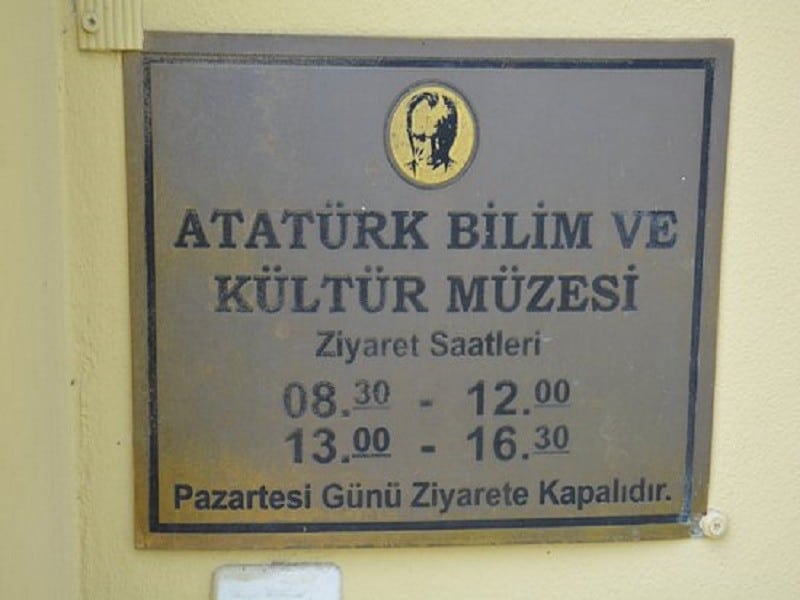 ATATÜRK BİLİM VE
KÜLTÜR MÜZESİ
Ziyaret Saatleri
08.30 - 12.00
13.00 - 16.30
Pazartesi Günü Ziyarete Kapalıdır.